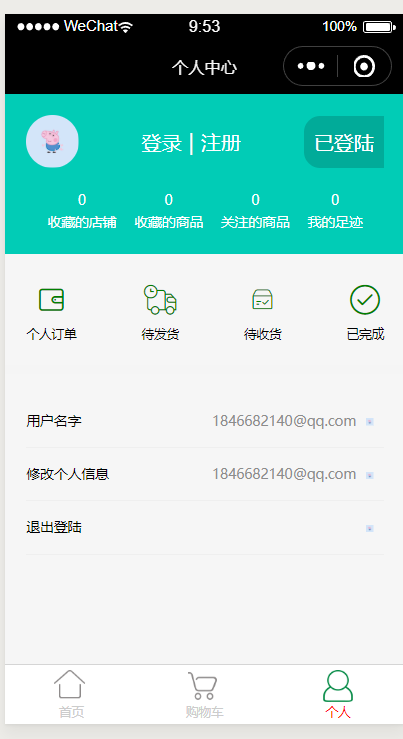 ●●●●● WeChat 9:53 100%
个人中心
登录 | 注册 已登陆
0 0 0 0
收藏的店铺 收藏的商品 关注的商品 我的足迹
个人订单 待发货 待收货 已完成
用户名字 1846682140@qq.com
修改个人信息 1846682140@qq.com
退出登陆
首页 购物车 个人